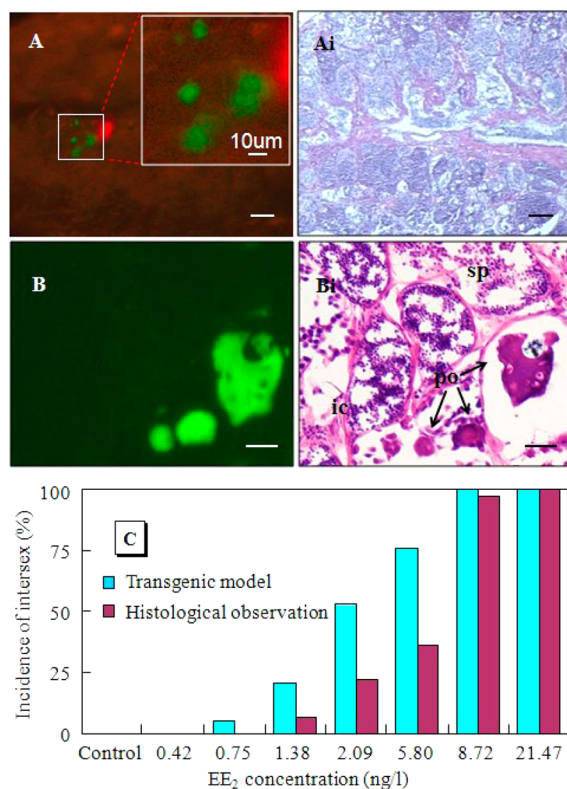 A
10um
Ai
B
Bi
sp
po
ic
C
Transgenic model
Histological observation
Incidence of intersex (%)
100
75
50
25
0
Control 0.42 0.75 1.38 2.09 5.80 8.72 21.47
EE₂ concentration (ng/l)